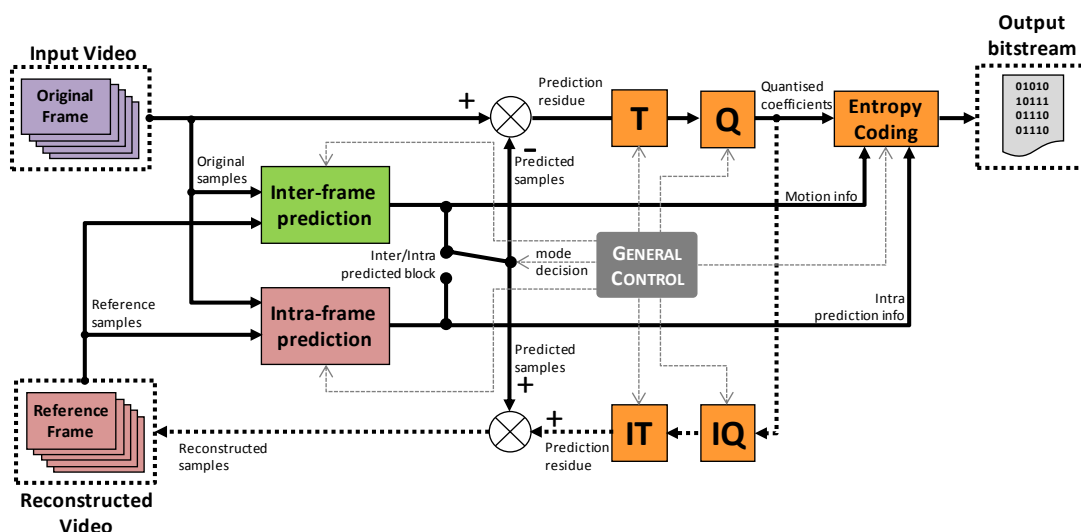 Input Video
Original
Frame
Original
samples
+
Prediction
residue
T
Q
Quantised
coefficients
Entropy
Coding
Output
bitstream
01010
10111
01110
01110
-
Predicted
samples
Inter-frame
prediction
Motion info
Inter/Intra
predicted block
mode
decision
GENERAL
CONTROL
Reference
samples
Intra-frame
prediction
Intra
prediction info
Predicted
samples
+
Reference
Frame
Reconstructed
samples
+
Prediction
residue
IT
IQ
Reconstructed
Video